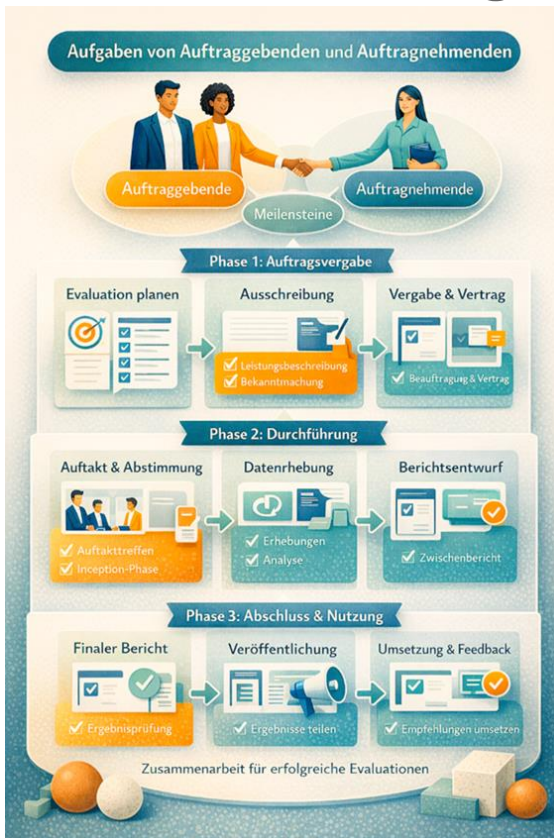 Aufgaben von Auftraggebenden und Auftragnehmenden
Auftraggebende
Auftragnehmende
Meilensteine
Phase 1: Auftragsvergabe
Evaluation planen
Ausschreibung
Leistungsbeschreibung
Bekanntmachung
Vergabe & Vertrag
Beauftragung & Vertrag
Phase 2: Durchführung
Auftakt & Abstimmung
Auftakttreffen
Inception-Phase
Datenrhebung
Erhebungen
Analyse
Berichtsentwurf
Zwischenbericht
Phase 3: Abschluss & Nutzung
Finaler Bericht
Ergebnisprüfung
Veröffentlichung
Ergebnisse teilen
Umsetzung & Feedback
Empfehlungen umsetzen
Zusammenarbeit für erfolgreiche Evaluationen